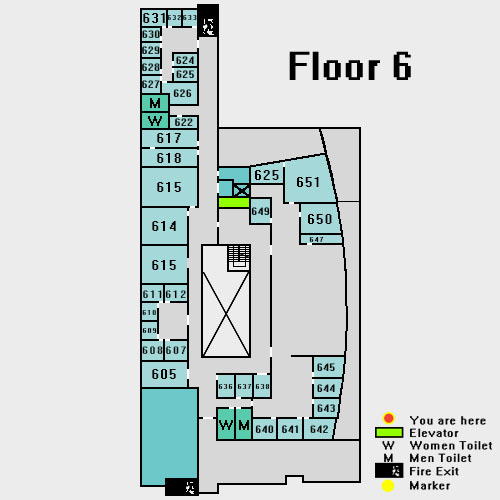 631 632 633
630
629
628
627
624
625
626
M
W
622
617
618
615
614
615
611 612
610
609
608 607
605
Floor 6
625
651
649
650
647
645
644
643
636 637 638
W M
640 641 642
You are here
Elevator
W Women Toilet
M Men Toilet
Fire Exit
Marker